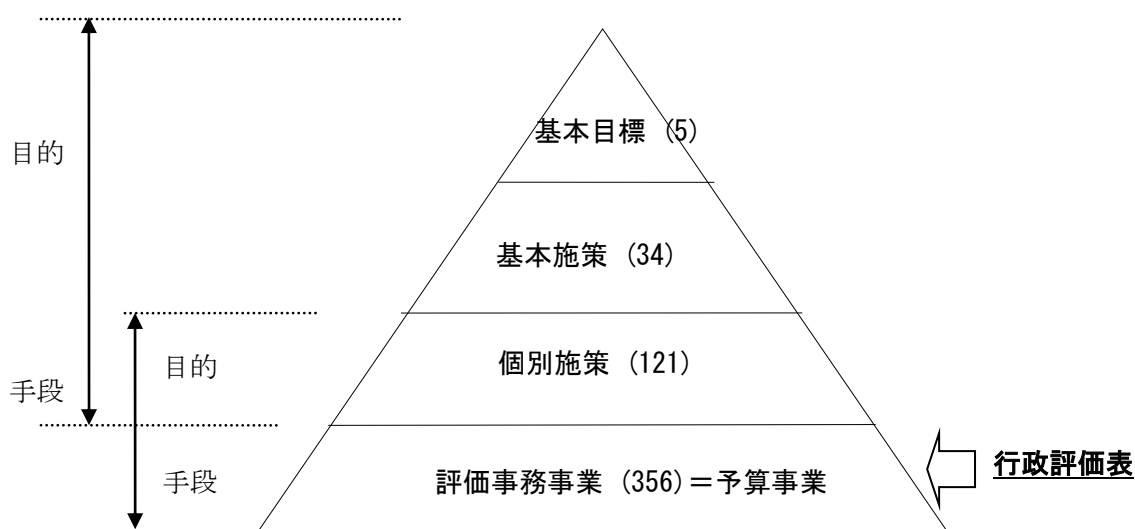 基本目標 (5)
目的
基本施策 (34)
個別施策 (121)
目的
手段
行政評価表
手段
評価事務事業 (356)＝予算事業